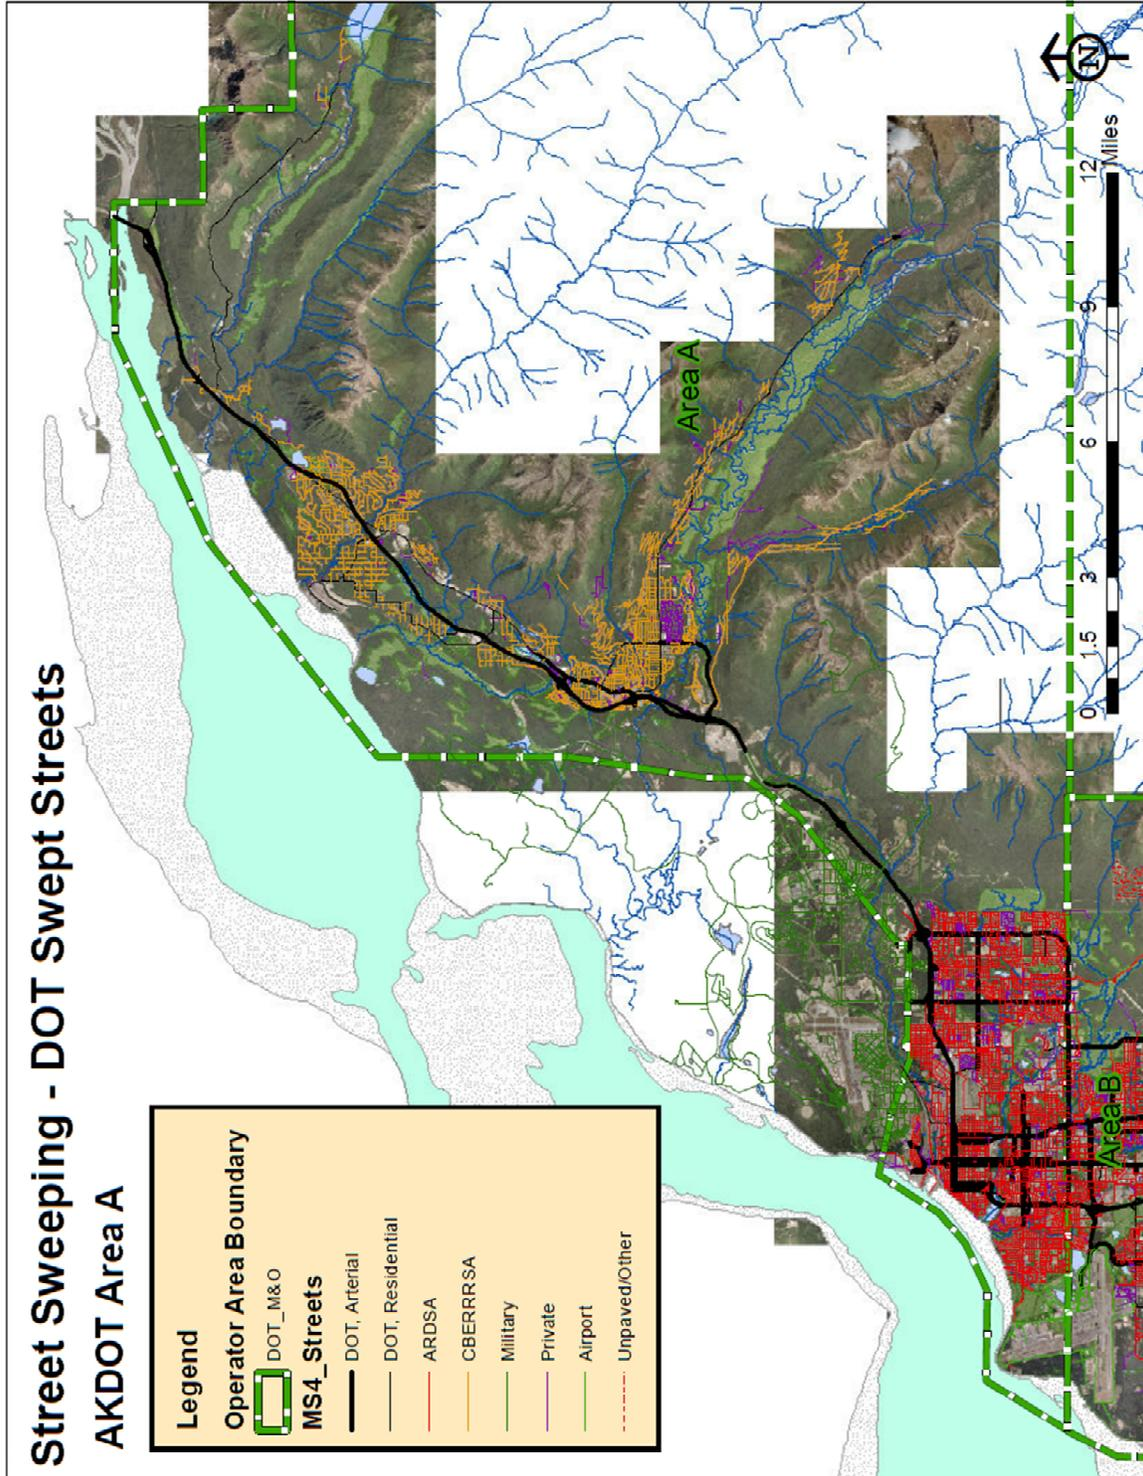 Street Sweeping - DOT Swept Streets
AKDOT Area A
Legend
Operator Area Boundary
DOT_M&O
MS4_Streets
DOT, Arterial
DOT, Residential
ARDSA
CBERRRSA
Military
Private
Airport
Unpaved/Other
Area A
Area B
0 1.5 3 6 9 12
Miles
N